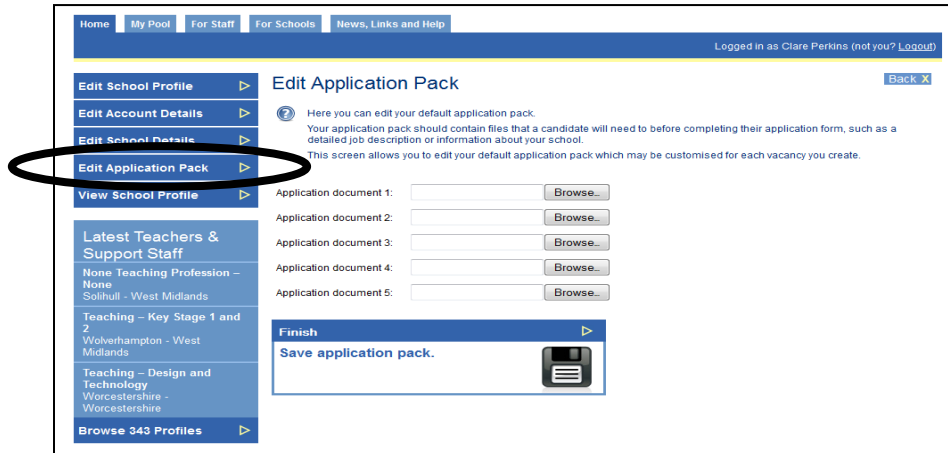 Home My Pool For Staff For Schools News, Links and Help
Logged in as Clare Perkins (not you? Logout)
Edit School Profile
Edit Account Details
Edit School Details
Edit Application Pack
View School Profile
Latest Teachers &
Support Staff
None Teaching Profession –
None
Solihull - West Midlands
Teaching – Key Stage 1 and
2
Wolverhampton - West
Midlands
Teaching – Design and
Technology
Worcestershire -
Worcestershire
Browse 343 Profiles
Edit Application Pack
Back X
Here you can edit your default application pack.
Your application pack should contain files that a candidate will need to before completing their application form, such as a
detailed job description or information about your school.
This screen allows you to edit your default application pack which may be customised for each vacancy you create.
Application document 1: Browse...
Application document 2: Browse...
Application document 3: Browse...
Application document 4: Browse...
Application document 5: Browse...
Finish
Save application pack.